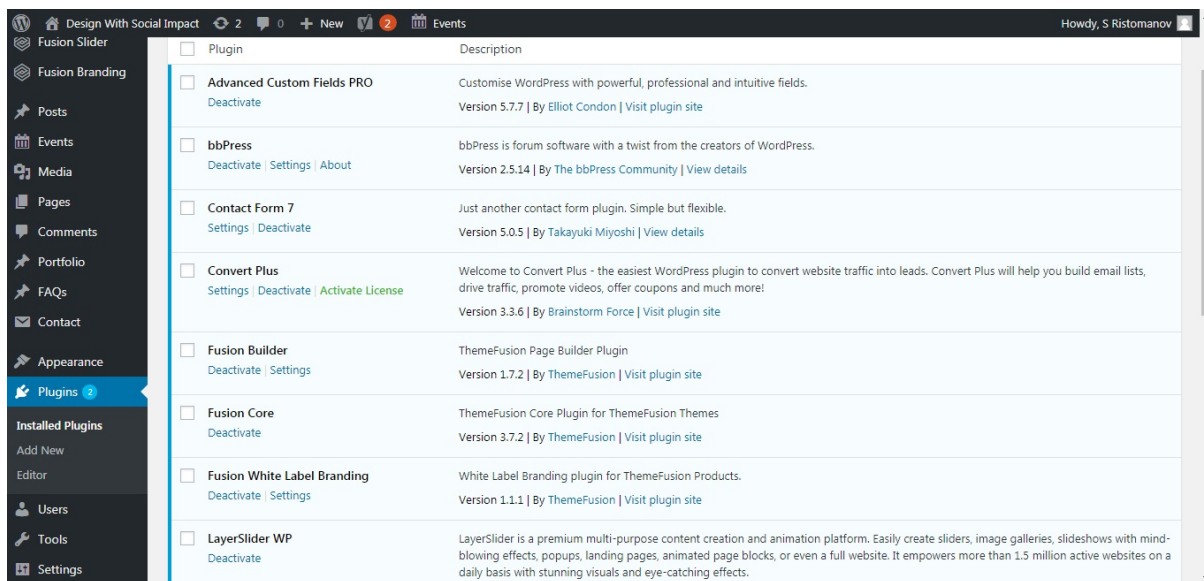 Design With Social Impact 2 0 + New 2 Events Howdy, S Ristomanov
Fusion Slider
Fusion Branding
Posts
Events
Media
Pages
Comments
Portfolio
FAQs
Contact
Appearance
Plugins 2
Installed Plugins
Add New
Editor
Users
Tools
Settings
Plugin Description
Advanced Custom Fields PRO
Deactivate
Customise WordPress with powerful, professional and intuitive fields.
Version 5.7.7 | By Elliot Condon | Visit plugin site
bbPress
Deactivate | Settings | About
bbPress is forum software with a twist from the creators of WordPress.
Version 2.5.14 | By The bbPress Community | View details
Contact Form 7
Settings | Deactivate
Just another contact form plugin. Simple but flexible.
Version 5.0.5 | By Takayuki Miyoshi | View details
Convert Plus
Settings | Deactivate | Activate License
Welcome to Convert Plus - the easiest WordPress plugin to convert website traffic into leads. Convert Plus will help you build email lists,
drive traffic, promote videos, offer coupons and much more!
Version 3.3.6 | By Brainstorm Force | Visit plugin site
Fusion Builder
Deactivate | Settings
ThemeFusion Page Builder Plugin
Version 1.7.2 | By ThemeFusion | Visit plugin site
Fusion Core
Deactivate
ThemeFusion Core Plugin for ThemeFusion Themes
Version 3.7.2 | By ThemeFusion | Visit plugin site
Fusion White Label Branding
Deactivate | Settings
White Label Branding plugin for ThemeFusion Products.
Version 1.1.1 | By ThemeFusion | Visit plugin site
LayerSlider WP
Deactivate
LayerSlider is a premium multi-purpose content creation and animation platform. Easily create sliders, image galleries, slideshows with mind-
blowing effects, popups, landing pages, animated page blocks, or even a full website. It empowers more than 1.5 million active websites on a
daily basis with stunning visuals and eye-catching effects.